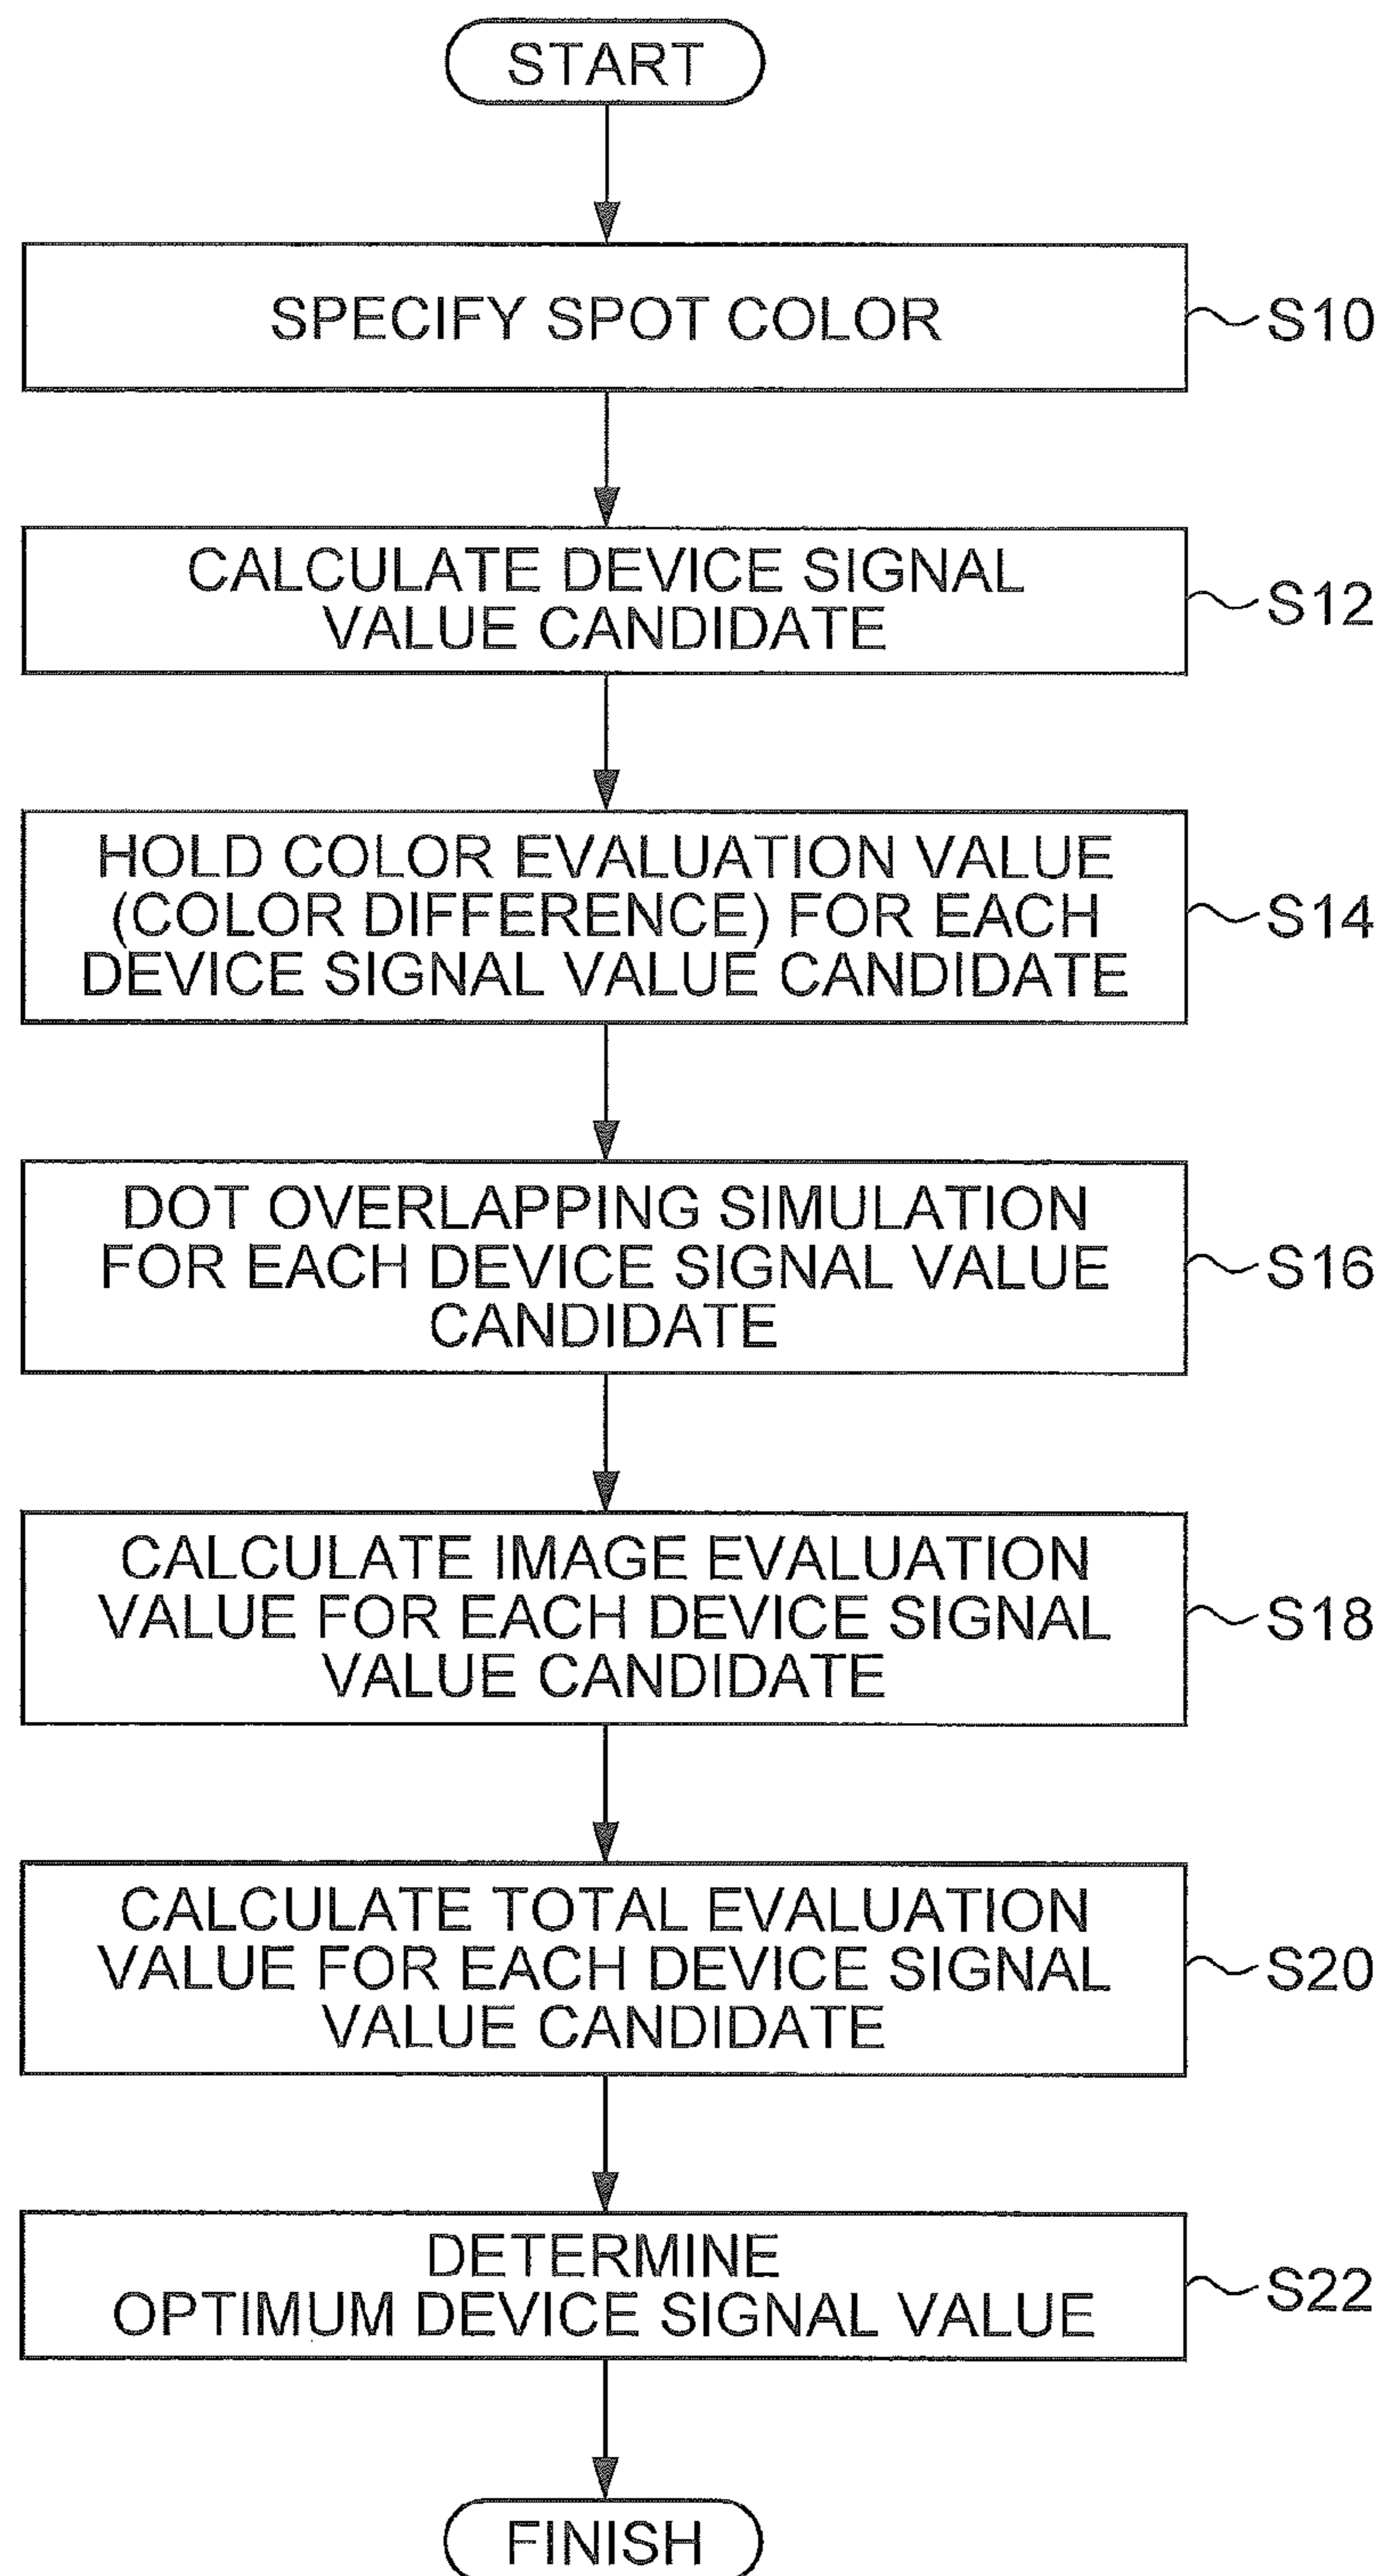 START
SPECIFY SPOT COLOR
S10
CALCULATE DEVICE SIGNAL
VALUE CANDIDATE
S12
HOLD COLOR EVALUATION VALUE
(COLOR DIFFERENCE) FOR EACH
DEVICE SIGNAL VALUE CANDIDATE
S14
DOT OVERLAPPING SIMULATION
FOR EACH DEVICE SIGNAL VALUE
CANDIDATE
S16
CALCULATE IMAGE EVALUATION
VALUE FOR EACH DEVICE SIGNAL
VALUE CANDIDATE
S18
CALCULATE TOTAL EVALUATION
VALUE FOR EACH DEVICE SIGNAL
VALUE CANDIDATE
S20
DETERMINE
OPTIMUM DEVICE SIGNAL VALUE
S22
FINISH